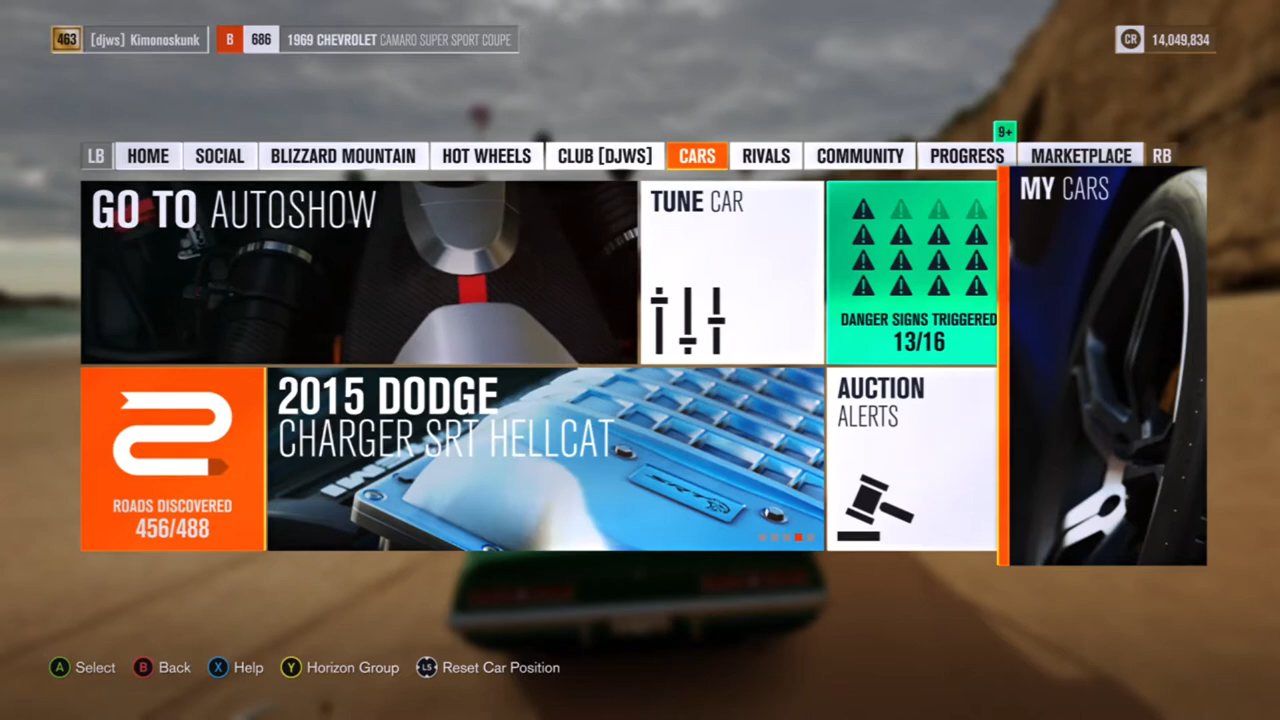 463 [djws] Kimonoskunk B 686 1969 CHEVROLET CAMARO SUPER SPORT COUPE CR 14,049,834
9+
LB HOME SOCIAL BLIZZARD MOUNTAIN HOT WHEELS CLUB [DJWS] CARS RIVALS COMMUNITY PROGRESS MARKETPLACE RB
GO TO AUTOSHOW
TUNE CAR
DANGER SIGNS TRIGGERED
13/16
MY CARS
ROADS DISCOVERED
456/488
2015 DODGE
CHARGER SRT HELLCAT
AUCTION
ALERTS
A Select B Back X Help Y Horizon Group LS Reset Car Position